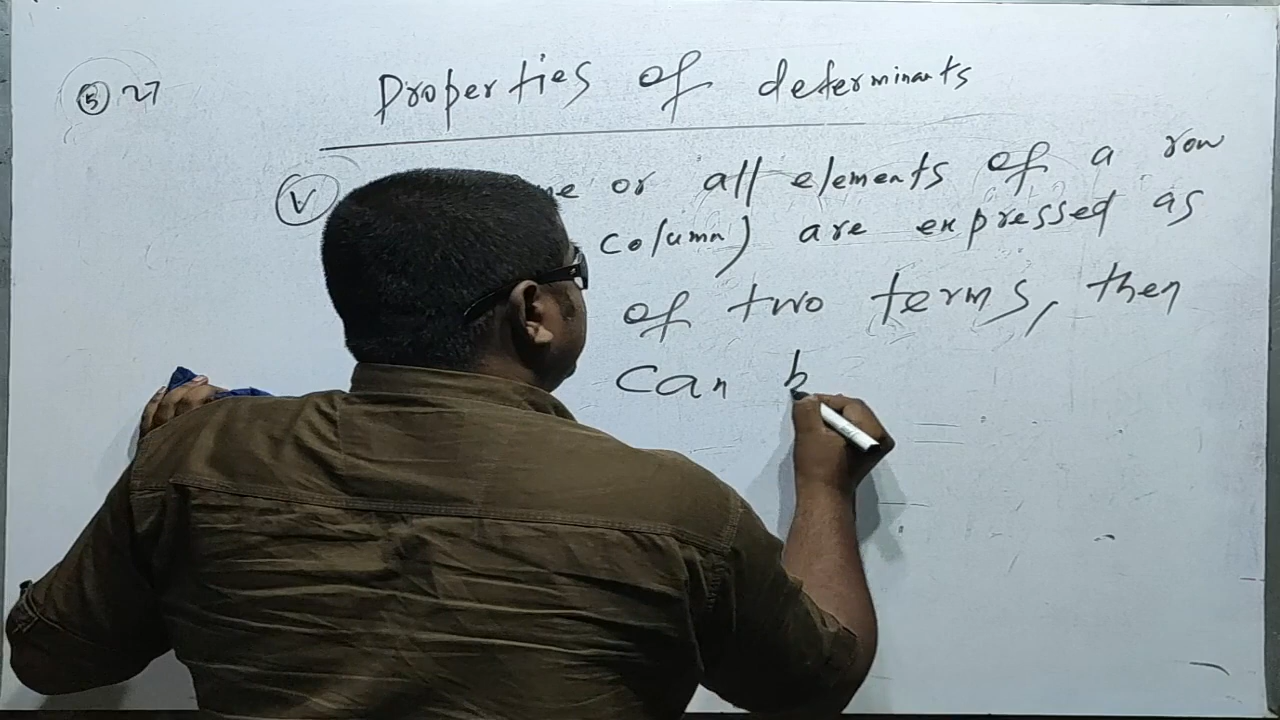 ⑤ 27
Properties of determinants
Ⓥ or all elements of a row
column) are expressed as
of two terms, then
can b